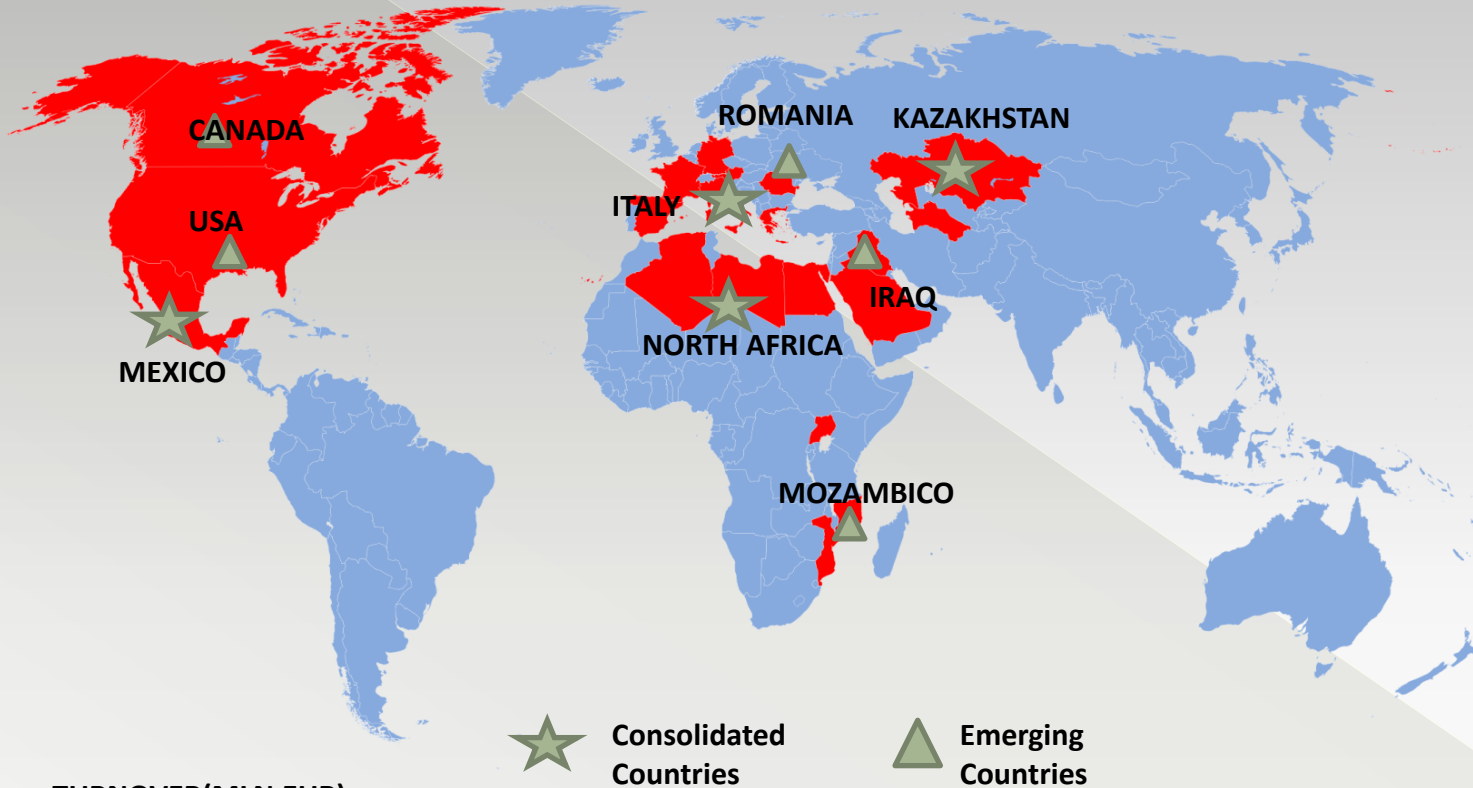 ROMANIA
KAZAKHSTAN
CANADA
ITALY
USA
IRAQ
NORTH AFRICA
MEXICO
MOZAMBICO
Consolidated
Countries
Emerging
Countries